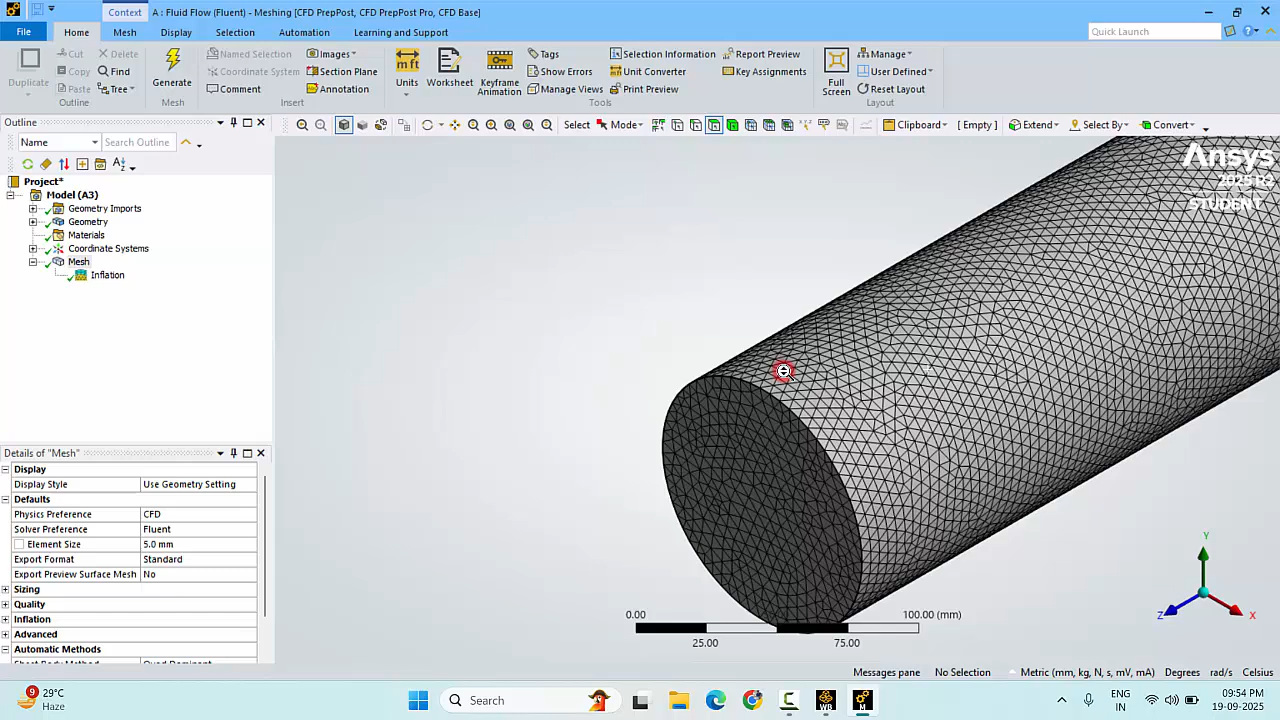 Context
A : Fluid Flow (Fluent) - Meshing [CFD PrepPost, CFD PrepPost Pro, CFD Base]
File Home Mesh Display Selection Automation Learning and Support Quick Launch
Duplicate Cut Delete Copy Find Paste Tree Outline
Generate Mesh
Named Selection Images Coordinate System Section Plane Comment Annotation Insert
Units Worksheet Keyframe Animation Tags Selection Information Report Preview Show Errors Unit Converter Key Assignments Manage Views Print Preview Tools
Full Screen Manage User Defined Reset Layout Layout
Outline
Select Mode Clipboard [ Empty ] Extend Select By Convert
Name Search Outline
Project*
Model (A3)
Geometry Imports
Geometry
Materials
Coordinate Systems
Mesh
Inflation
Ansys
2025 R2
STUDENT
Details of "Mesh"
Display
Display Style Use Geometry Setting
Defaults
Physics Preference CFD
Solver Preference Fluent
Element Size 5.0 mm
Export Format Standard
Export Preview Surface Mesh No
Sizing
Quality
Inflation
Advanced
Automatic Methods
0.00 100.00 (mm)
25.00 75.00
Y
Z X
Messages pane No Selection Metric (mm, kg, N, s, mV, mA) Degrees rad/s Celsius
9
29°C
Haze
Search
WB
M
ENG
IN
09:54 PM
19-09-2025